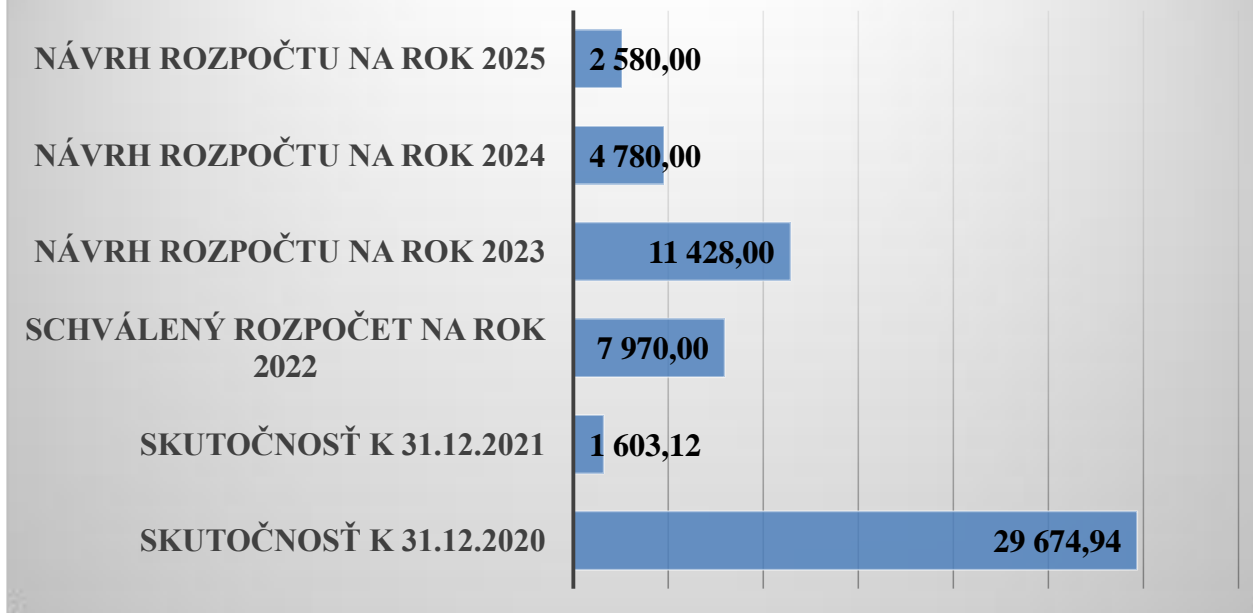 NÁVRH ROZPOČTU NA ROK 2025
2 580,00
NÁVRH ROZPOČTU NA ROK 2024
4 780,00
NÁVRH ROZPOČTU NA ROK 2023
11 428,00
SCHVÁLENÝ ROZPOČET NA ROK
2022
7 970,00
SKUTOČNOSŤ K 31.12.2021
1 603,12
SKUTOČNOSŤ K 31.12.2020
29 674,94